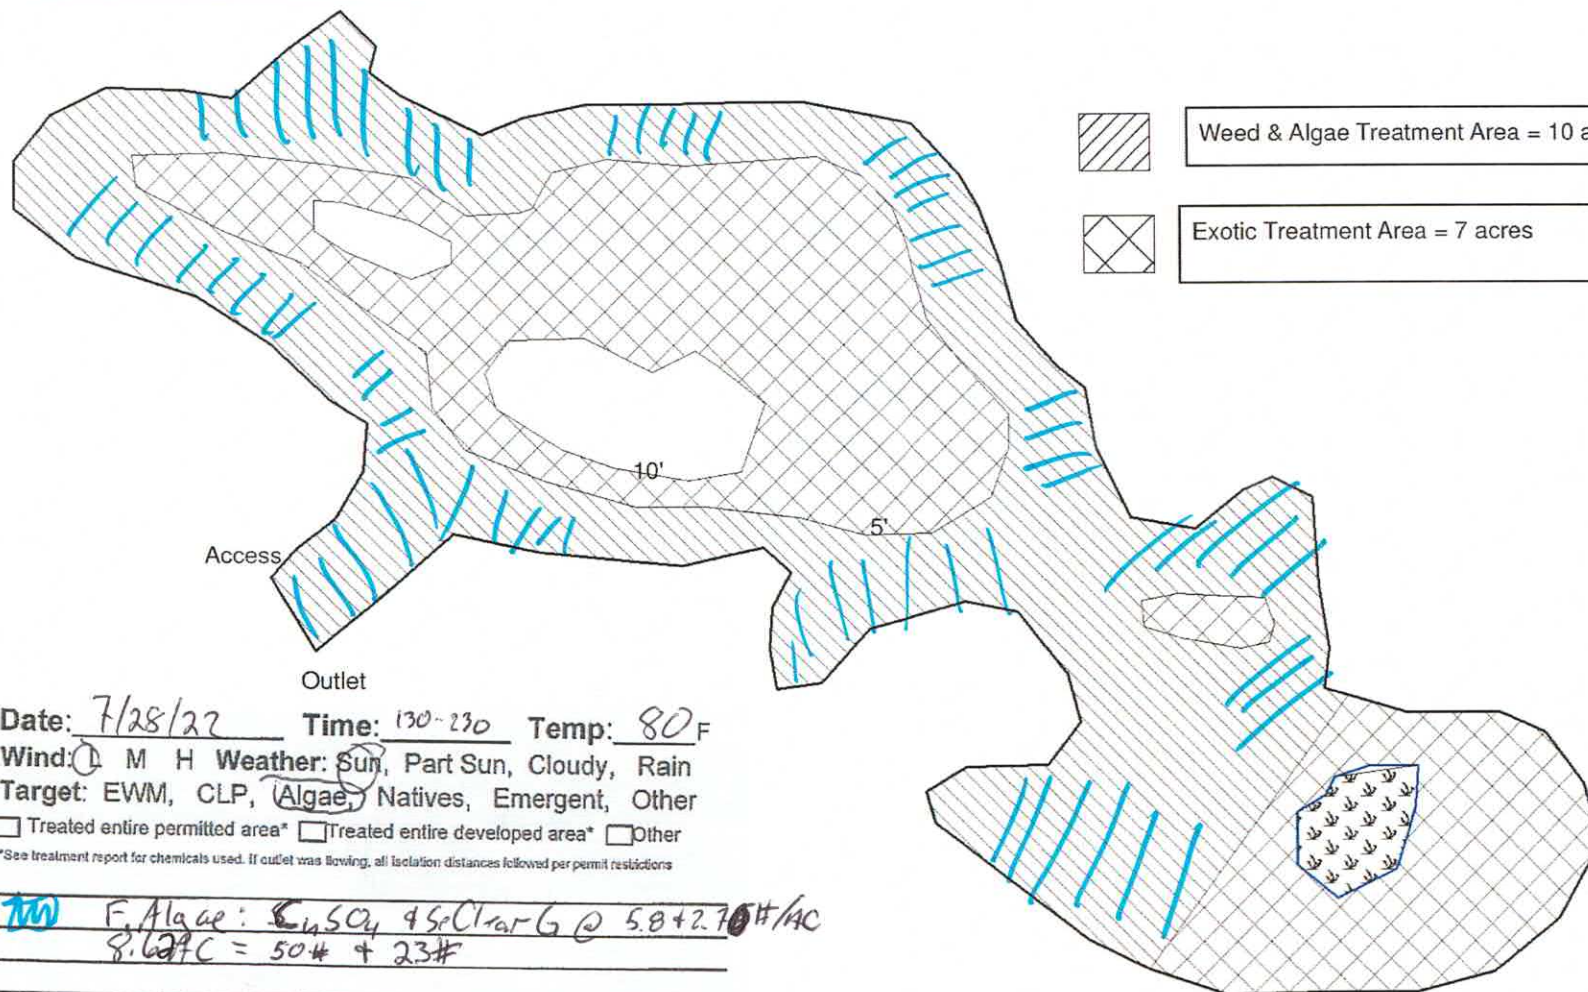 Weed & Algae Treatment Area = 10 a
Exotic Treatment Area = 7 acres
10'
5'
Access
Outlet
Date: 7/28/22 Time: 130-230 Temp: 80 F
Wind: L M H Weather: Sun, Part Sun, Cloudy, Rain
Target: EWM, CLP, Algae, Natives, Emergent, Other
Treated entire permitted area* Treated entire developed area* Other
*See treatment report for chemicals used. If outlet was flowing, all isolation distances followed per permit restrictions
F. Algae: CuSO4 & SeClear G @ 5.8 + 2.7 #/AC
8.62AC = 50# + 23#